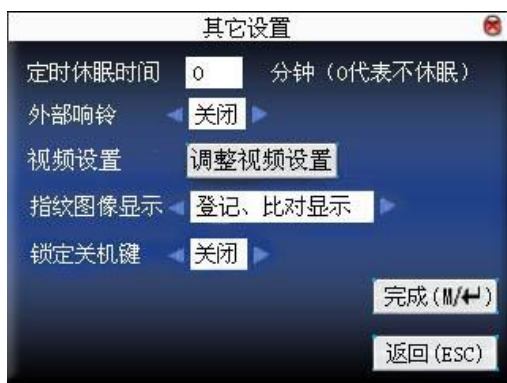 其它设置
定时休眠时间 0 分钟（0代表不休眠）
外部响铃 关闭
视频设置 调整视频设置
指纹图像显示 登记、比对显示
锁定关机键 关闭
完成(M/↵)
返回(ESC)